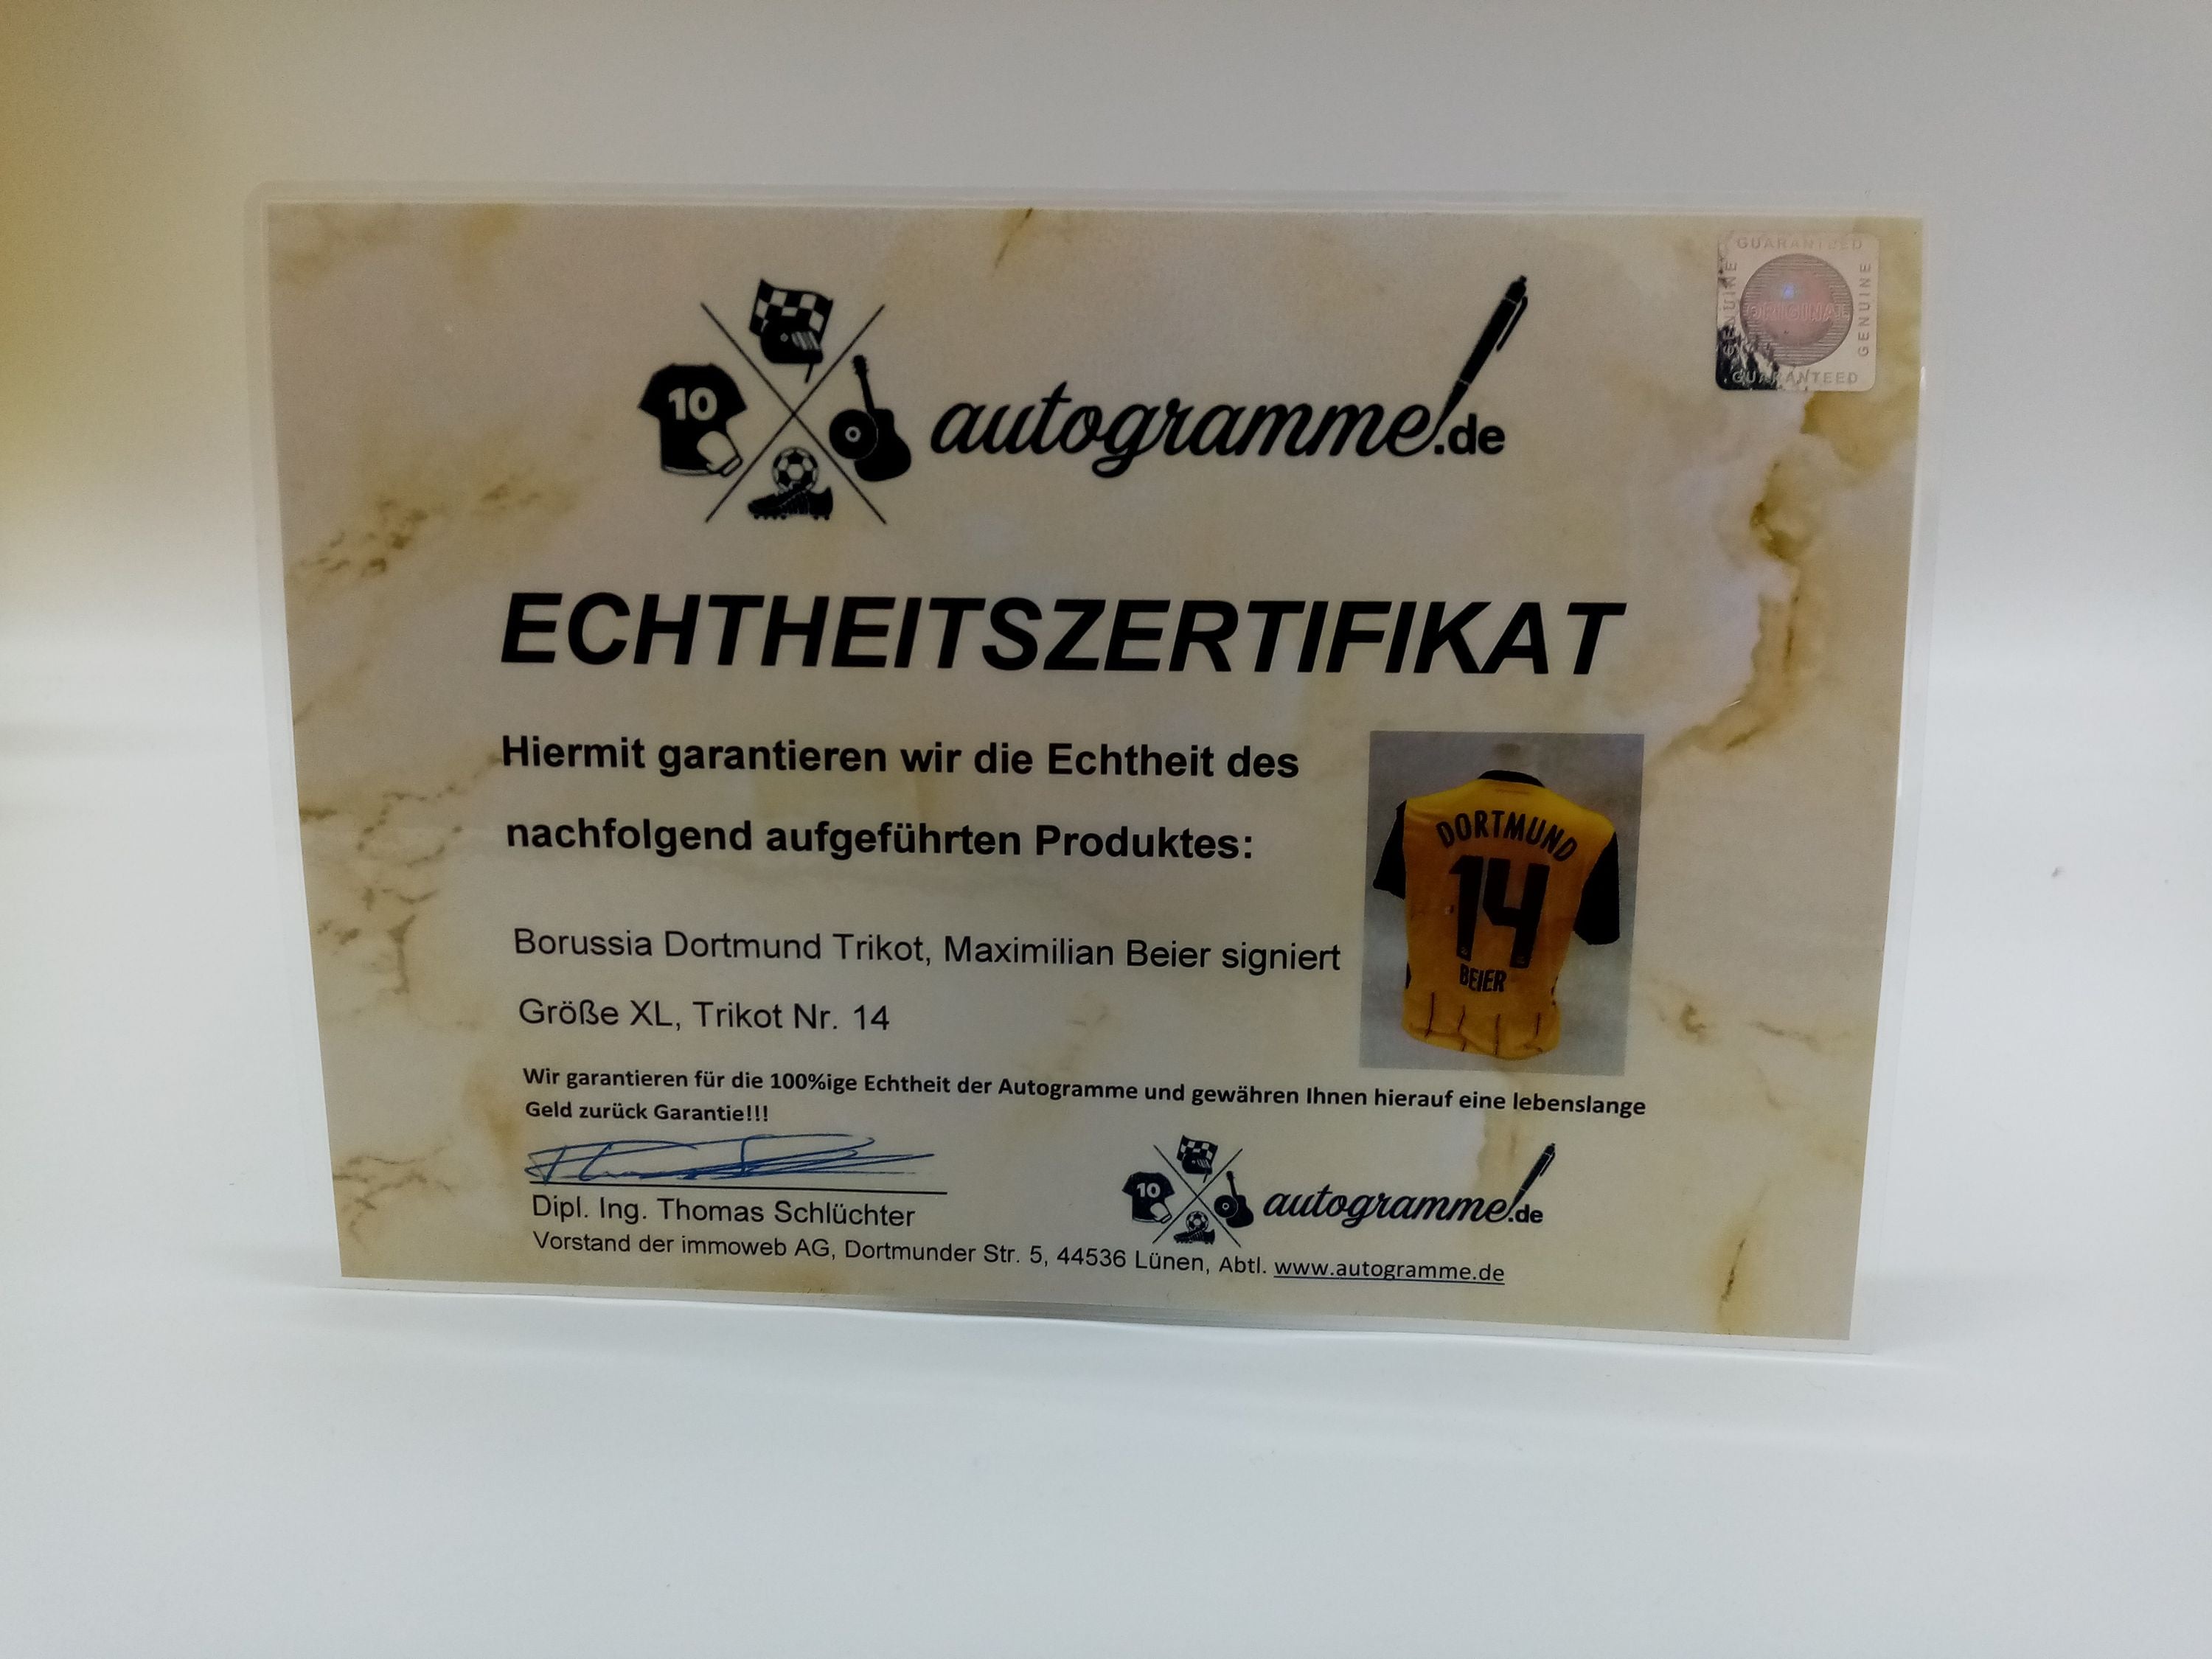 GUARANTEED
GENUINE
ORIGINAL
GENUINE
GUARANTEED
10
autogramme.de
ECHTHEITSZERTIFIKAT
Hiermit garantieren wir die Echtheit des
nachfolgend aufgeführten Produktes:
DORTMUND
14
BEIER
Borussia Dortmund Trikot, Maximilian Beier signiert
Größe XL, Trikot Nr. 14
Wir garantieren für die 100%ige Echtheit der Autogramme und gewähren Ihnen hierauf eine lebenslange
Geld zurück Garantie!!!
10
autogramme.de
Dipl. Ing. Thomas Schlüchter
Vorstand der immoweb AG, Dortmunder Str. 5, 44536 Lünen, Abtl. www.autogramme.de